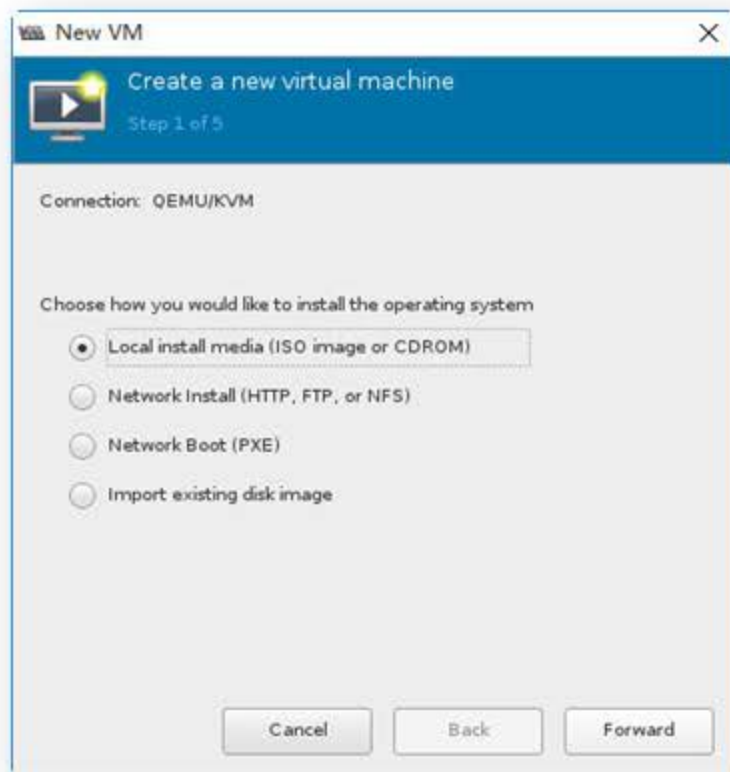 New VM
Create a new virtual machine
Step 1 of 5
Connection: QEMU/KVM
Choose how you would like to install the operating system
Local install media (ISO image or CDROM)
Network Install (HTTP, FTP, or NFS)
Network Boot (PXE)
Import existing disk image
Cancel Back Forward